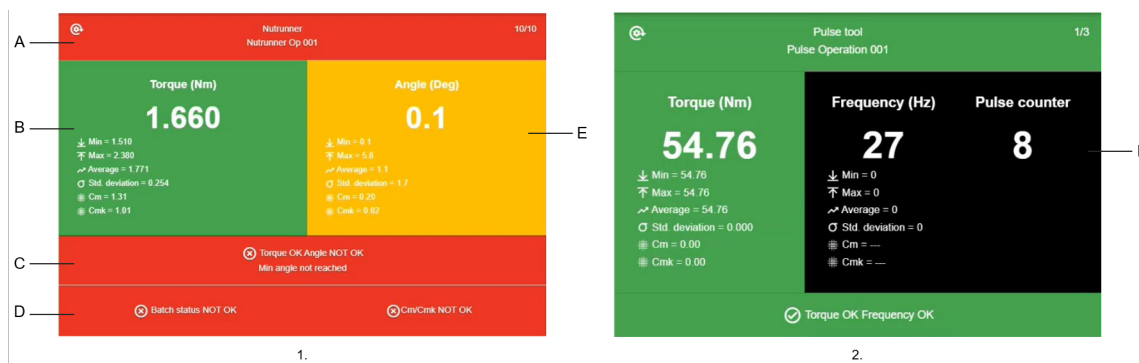 Nutrunner
10/10
Nutrunner Op 001
A
Torque (Nm)
1.660
Min = 1.510
Max = 2.380
Average = 1.771
Std. deviation = 0.254
Cm = 1.31
Cmk = 1.01
B
Angle (Deg)
0.1
Min = 0.1
Max = 5.8
Average = 1.1
Std. deviation = 1.7
Cm = 0.20
Cmk = 0.02
E
Torque OK Angle NOT OK
Min angle not reached
C
Batch status NOT OK
Cm/Cmk NOT OK
D
1.
Pulse tool
1/3
Pulse Operation 001
Torque (Nm)
54.76
Min = 54.76
Max = 54.76
Average = 54.76
Std. deviation = 0.000
Cm = 0.00
Cmk = 0.00
Frequency (Hz)
27
Min = 0
Max = 0
Average = 0
Std. deviation = 0
Cm = ---
Cmk = ---
Pulse counter
8
Torque OK Frequency OK
2.